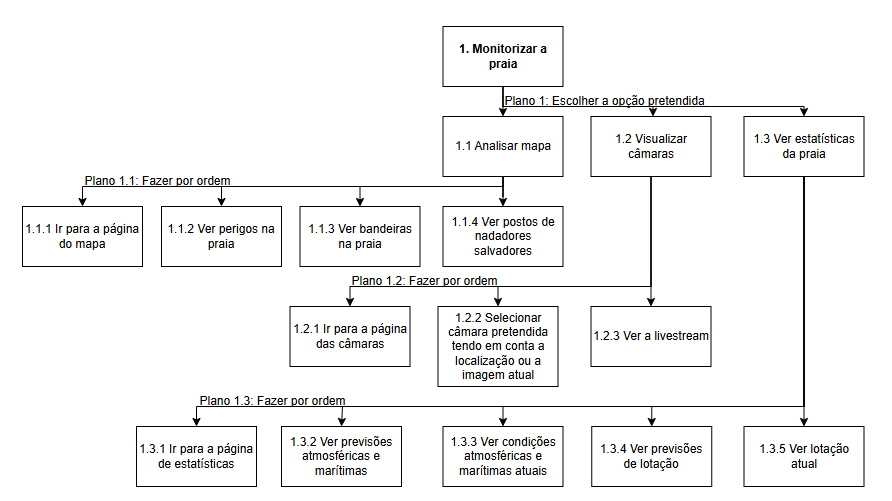 1. Monitorizar a
praia
Plano 1: Escolher a opção pretendida
1.1 Analisar mapa
1.2 Visualizar
câmaras
1.3 Ver estatísticas
da praia
Plano 1.1: Fazer por ordem
1.1.1 Ir para a página
do mapa
1.1.2 Ver perigos na
praia
1.1.3 Ver bandeiras
na praia
1.1.4 Ver postos de
nadadores
salvadores
Plano 1.2: Fazer por ordem
1.2.1 Ir para a página
das câmaras
1.2.2 Selecionar
câmara pretendida
tendo em conta a
localização ou a
imagem atual
1.2.3 Ver a livestream
Plano 1.3: Fazer por ordem
1.3.1 Ir para a página
de estatísticas
1.3.2 Ver previsões
atmosféricas e
marítimas
1.3.3 Ver condições
atmosféricas e
marítimas atuais
1.3.4 Ver previsões
de lotação
1.3.5 Ver lotação
atual